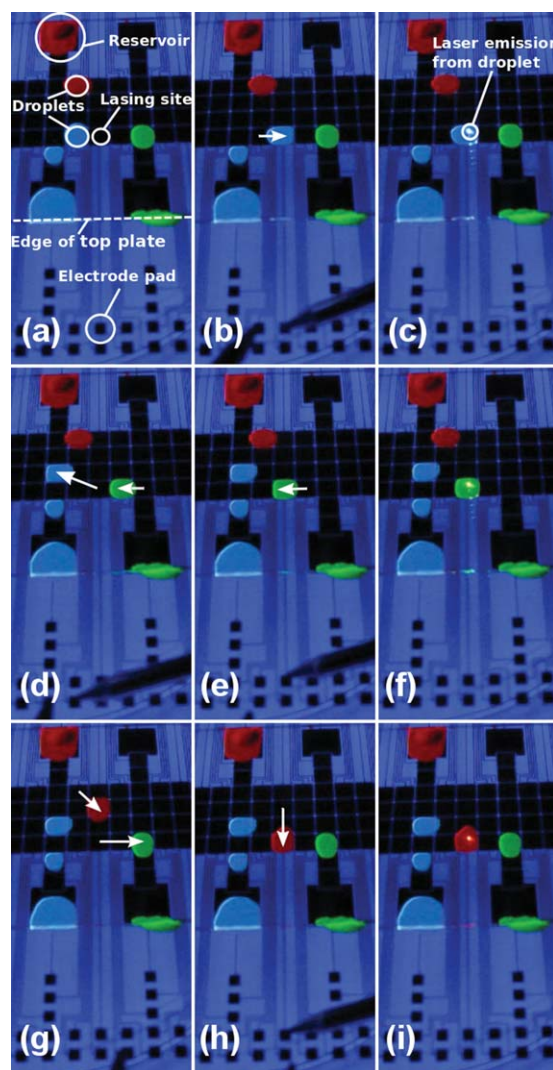 Reservoir
Droplets
Lasing site
Edge of top plate
Electrode pad
(a)
(b)
Laser emission
from droplet
(c)
(d)
(e)
(f)
(g)
(h)
(i)